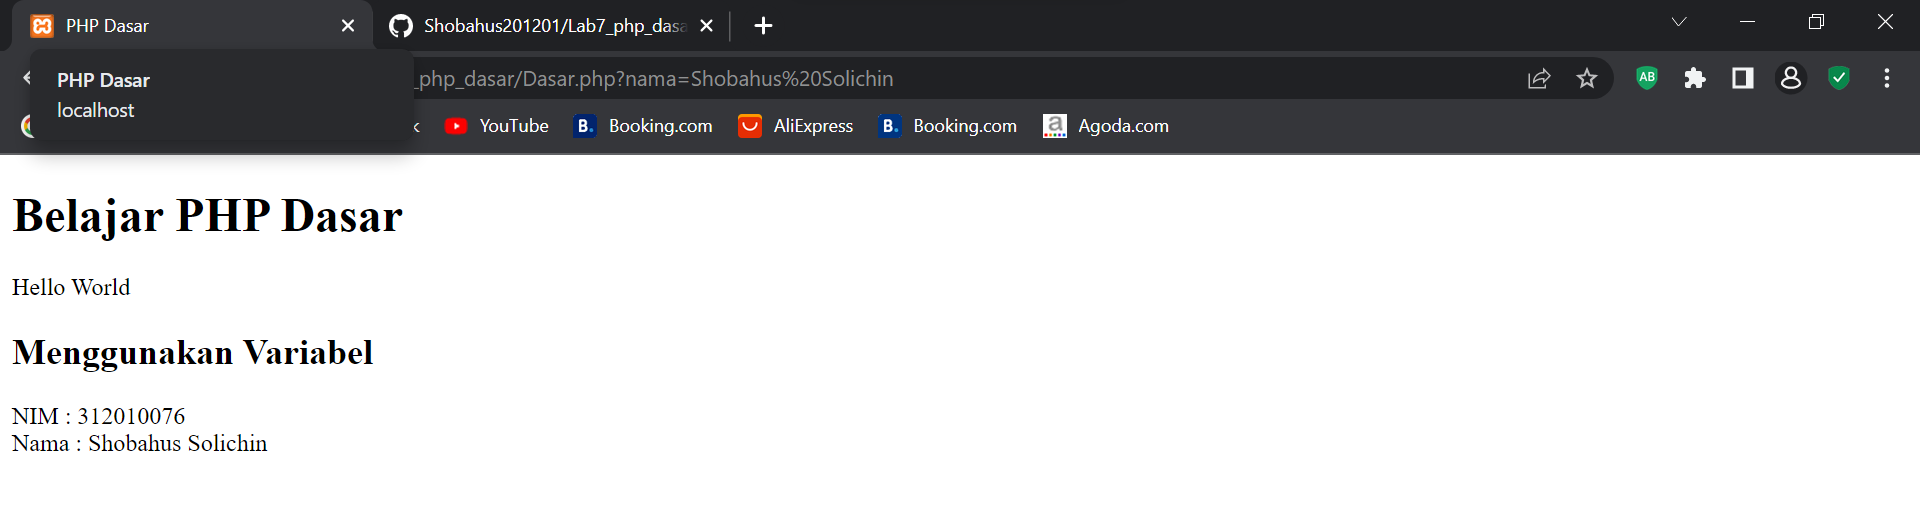 PHP Dasar
Shobahus201201/Lab7_php_dasa
PHP Dasar
localhost
_php_dasar/Dasar.php?nama=Shobahus%20Solichin
AB
k YouTube B. Booking.com AliExpress B. Booking.com a Agoda.com
Belajar PHP Dasar
Hello World
Menggunakan Variabel
NIM : 312010076
Nama : Shobahus Solichin